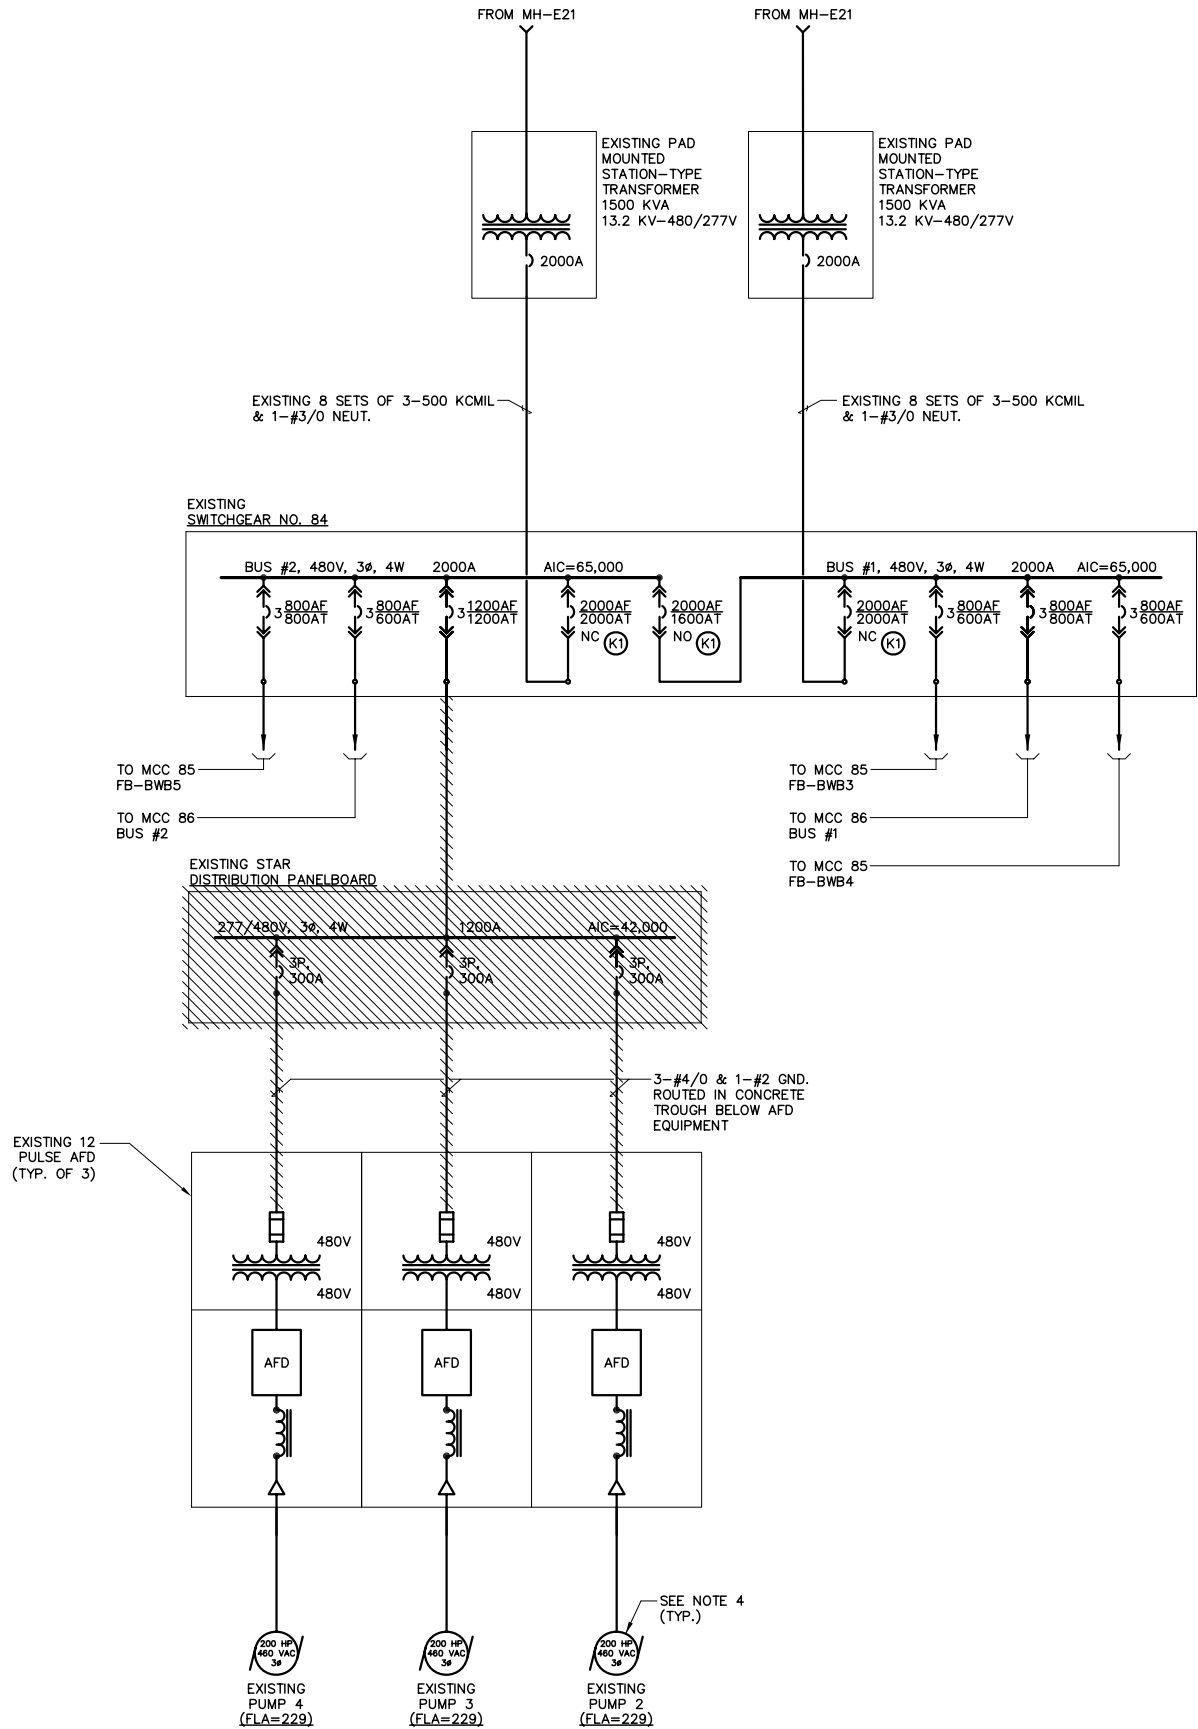 FROM MH-E21
FROM MH-E21
EXISTING PAD
MOUNTED
STATION-TYPE
TRANSFORMER
1500 KVA
13.2 KV-480/277V
2000A
EXISTING PAD
MOUNTED
STATION-TYPE
TRANSFORMER
1500 KVA
13.2 KV-480/277V
2000A
EXISTING 8 SETS OF 3-500 KCMIL
& 1-#3/0 NEUT.
EXISTING 8 SETS OF 3-500 KCMIL
& 1-#3/0 NEUT.
EXISTING
SWITCHGEAR NO. 84
BUS #2, 480V, 3ø, 4W 2000A AIC=65,000
BUS #1, 480V, 3ø, 4W 2000A AIC=65,000
3 800AF
800AT
3 800AF
600AT
3 1200AF
1200AT
2000AF
2000AT
NC K1
2000AF
1600AT
NO K1
2000AF
2000AT
NC K1
3 800AF
600AT
3 800AF
800AT
3 800AF
600AT
TO MCC 85
FB-BWB5
TO MCC 86
BUS #2
TO MCC 85
FB-BWB3
TO MCC 86
BUS #1
TO MCC 85
FB-BWB4
EXISTING STAR
DISTRIBUTION PANELBOARD
277/480V, 3ø, 4W 1200A AIC=42,000
3P,
300A
3P,
300A
3P,
300A
3-#4/0 & 1-#2 GND.
ROUTED IN CONCRETE
TROUGH BELOW AFD
EQUIPMENT
EXISTING 12
PULSE AFD
(TYP. OF 3)
480V
480V
480V
480V
480V
480V
AFD
AFD
AFD
SEE NOTE 4
(TYP.)
200 HP
460 VAC
3ø
200 HP
460 VAC
3ø
200 HP
460 VAC
3ø
EXISTING
PUMP 4
(FLA=229)
EXISTING
PUMP 3
(FLA=229)
EXISTING
PUMP 2
(FLA=229)